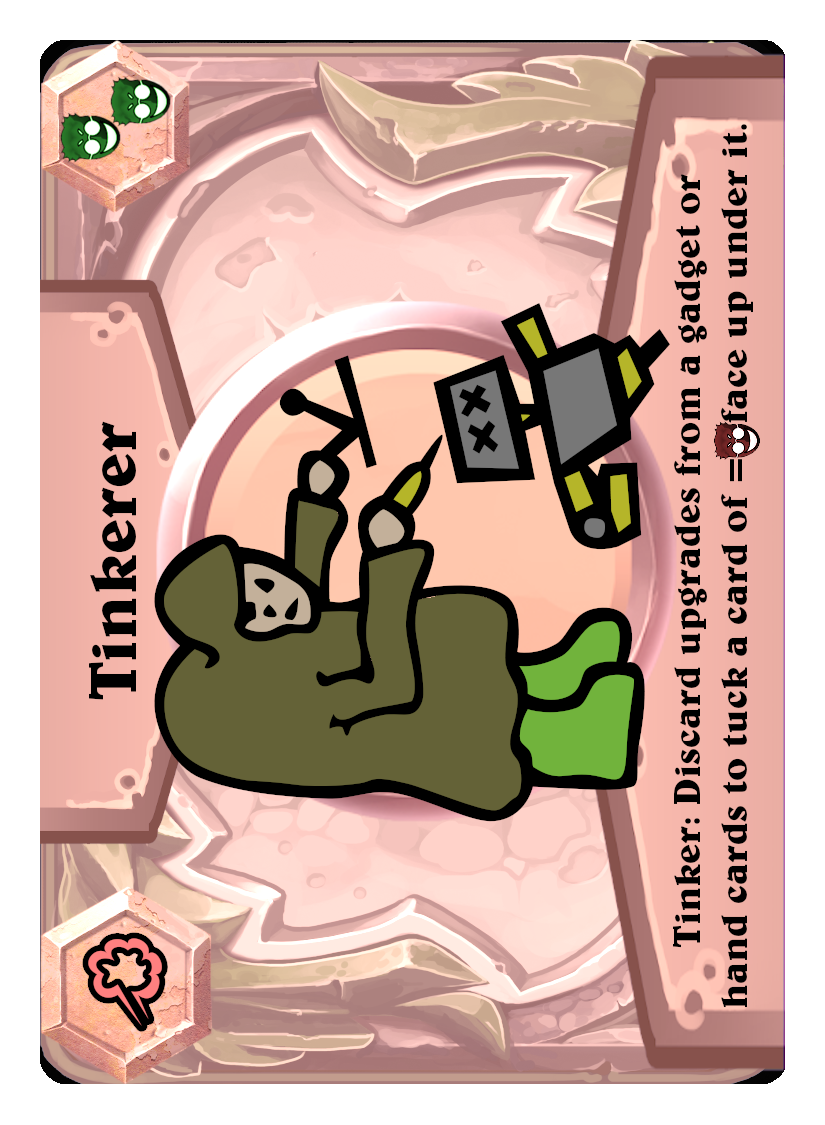 Tinkerer
Tinker: Discard upgrades from a gadget or
hand cards to tuck a card of = face up under it.